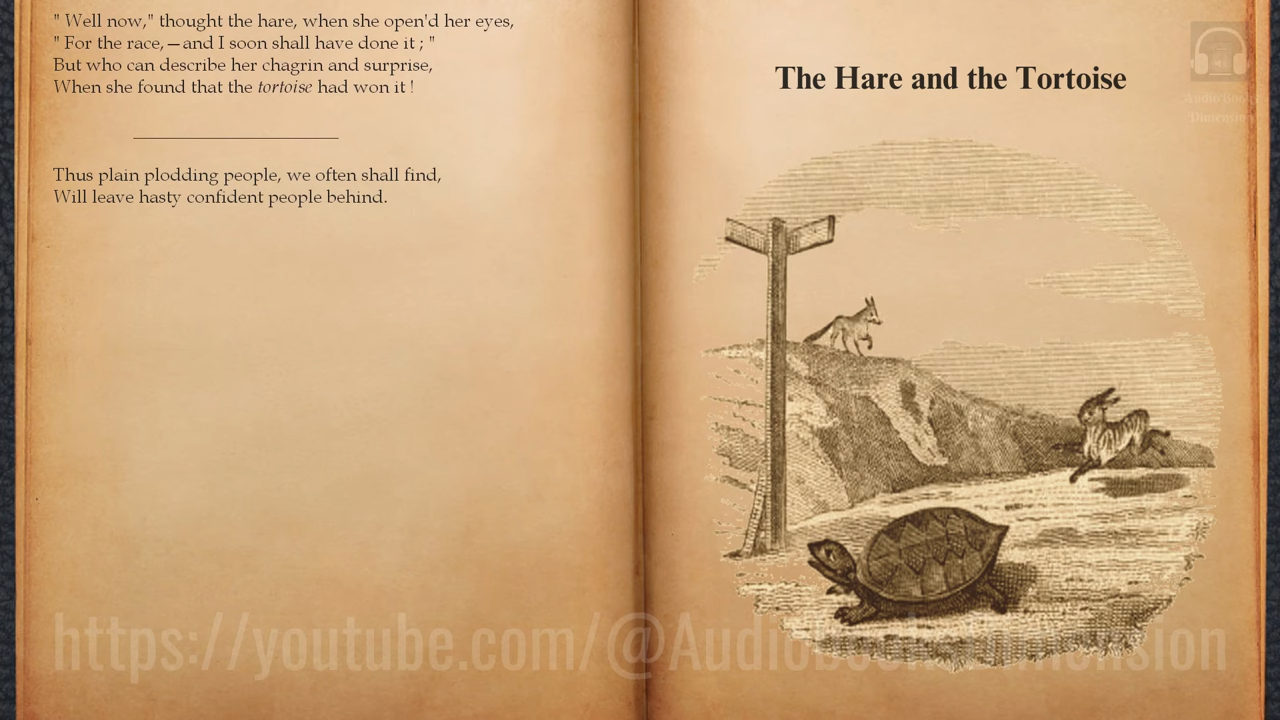 " Well now," thought the hare, when she open'd her eyes,
" For the race,—and I soon shall have done it ; "
But who can describe her chagrin and surprise,
When she found that the tortoise had won it !
Thus plain plodding people, we often shall find,
Will leave hasty confident people behind.
The Hare and the Tortoise
AudioBooks
Dimension
https://youtube.com/@AudiobooksDimension